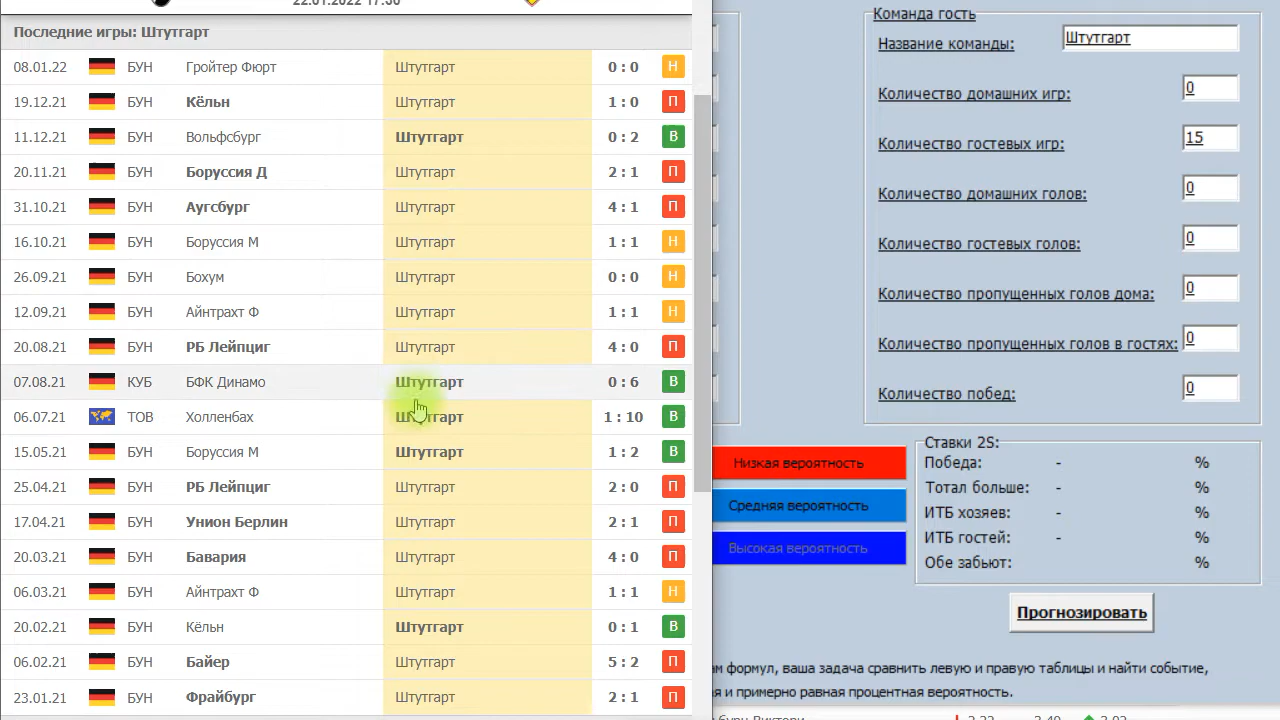 22.01.2022 17:30
Последние игры: Штутгарт
08.01.22 БУН Гройтер Фюрт Штутгарт 0 : 0 Н
19.12.21 БУН Кёльн Штутгарт 1 : 0 П
11.12.21 БУН Вольфсбург Штутгарт 0 : 2 В
20.11.21 БУН Боруссия Д Штутгарт 2 : 1 П
31.10.21 БУН Аугсбург Штутгарт 4 : 1 П
16.10.21 БУН Боруссия М Штутгарт 1 : 1 Н
26.09.21 БУН Бохум Штутгарт 0 : 0 Н
12.09.21 БУН Айнтрахт Ф Штутгарт 1 : 1 Н
20.08.21 БУН РБ Лейпциг Штутгарт 4 : 0 П
07.08.21 КУБ БФК Динамо Штутгарт 0 : 6 В
06.07.21 ТОВ Холленбах Штутгарт 1 : 10 В
15.05.21 БУН Боруссия М Штутгарт 1 : 2 В
25.04.21 БУН РБ Лейпциг Штутгарт 2 : 0 П
17.04.21 БУН Унион Берлин Штутгарт 2 : 1 П
20.03.21 БУН Бавария Штутгарт 4 : 0 П
06.03.21 БУН Айнтрахт Ф Штутгарт 1 : 1 Н
20.02.21 БУН Кёльн Штутгарт 0 : 1 В
06.02.21 БУН Байер Штутгарт 5 : 2 П
23.01.21 БУН Фрайбург Штутгарт 2 : 1 П
Команда гость
Название команды: Штутгарт
Количество домашних игр: 0
Количество гостевых игр: 15
Количество домашних голов: 0
Количество гостевых голов: 0
Количество пропущенных голов дома: 0
Количество пропущенных голов в гостях: 0
Количество побед: 0
Низкая вероятность
Средняя вероятность
Высокая вероятность
Ставки 2S:
Победа: - %
Тотал больше: - %
ИТБ хозяев: - %
ИТБ гостей: - %
Обе забьют: %
Прогнозировать
формул, ваша задача сравнить левую и правую таблицы и найти событие,
и примерно равная процентная вероятность.